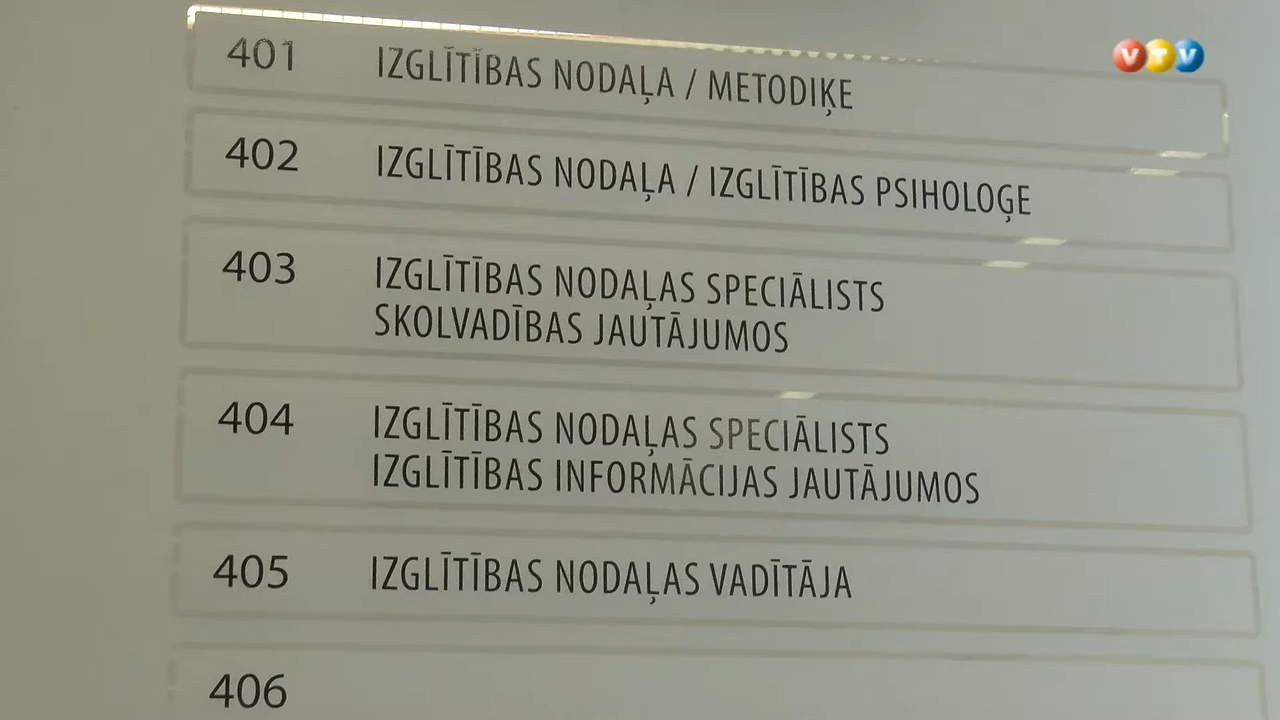 401 IZGLĪTĪBAS NODAĻA / METODIĶE
VTV
402 IZGLĪTĪBAS NODAĻA / IZGLĪTĪBAS PSIHOLOĢE
403 IZGLĪTĪBAS NODAĻAS SPECIĀLISTS
SKOLVADĪBAS JAUTĀJUMOS
404 IZGLĪTĪBAS NODAĻAS SPECIĀLISTS
IZGLĪTĪBAS INFORMĀCIJAS JAUTĀJUMOS
405 IZGLĪTĪBAS NODAĻAS VADĪTĀJA
406